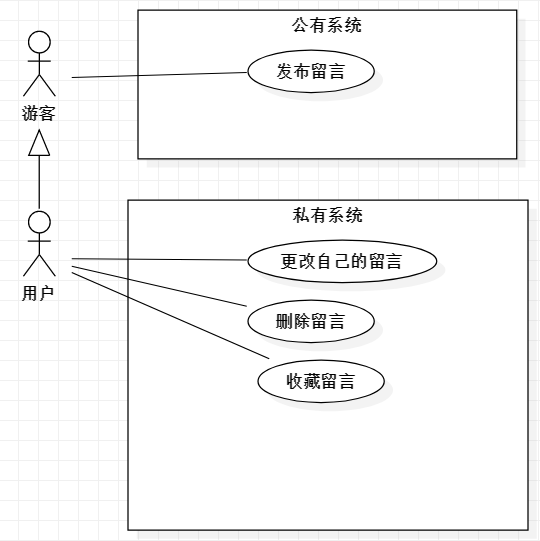 公有系统
发布留言
游客
私有系统
更改自己的留言
用户
删除留言
收藏留言